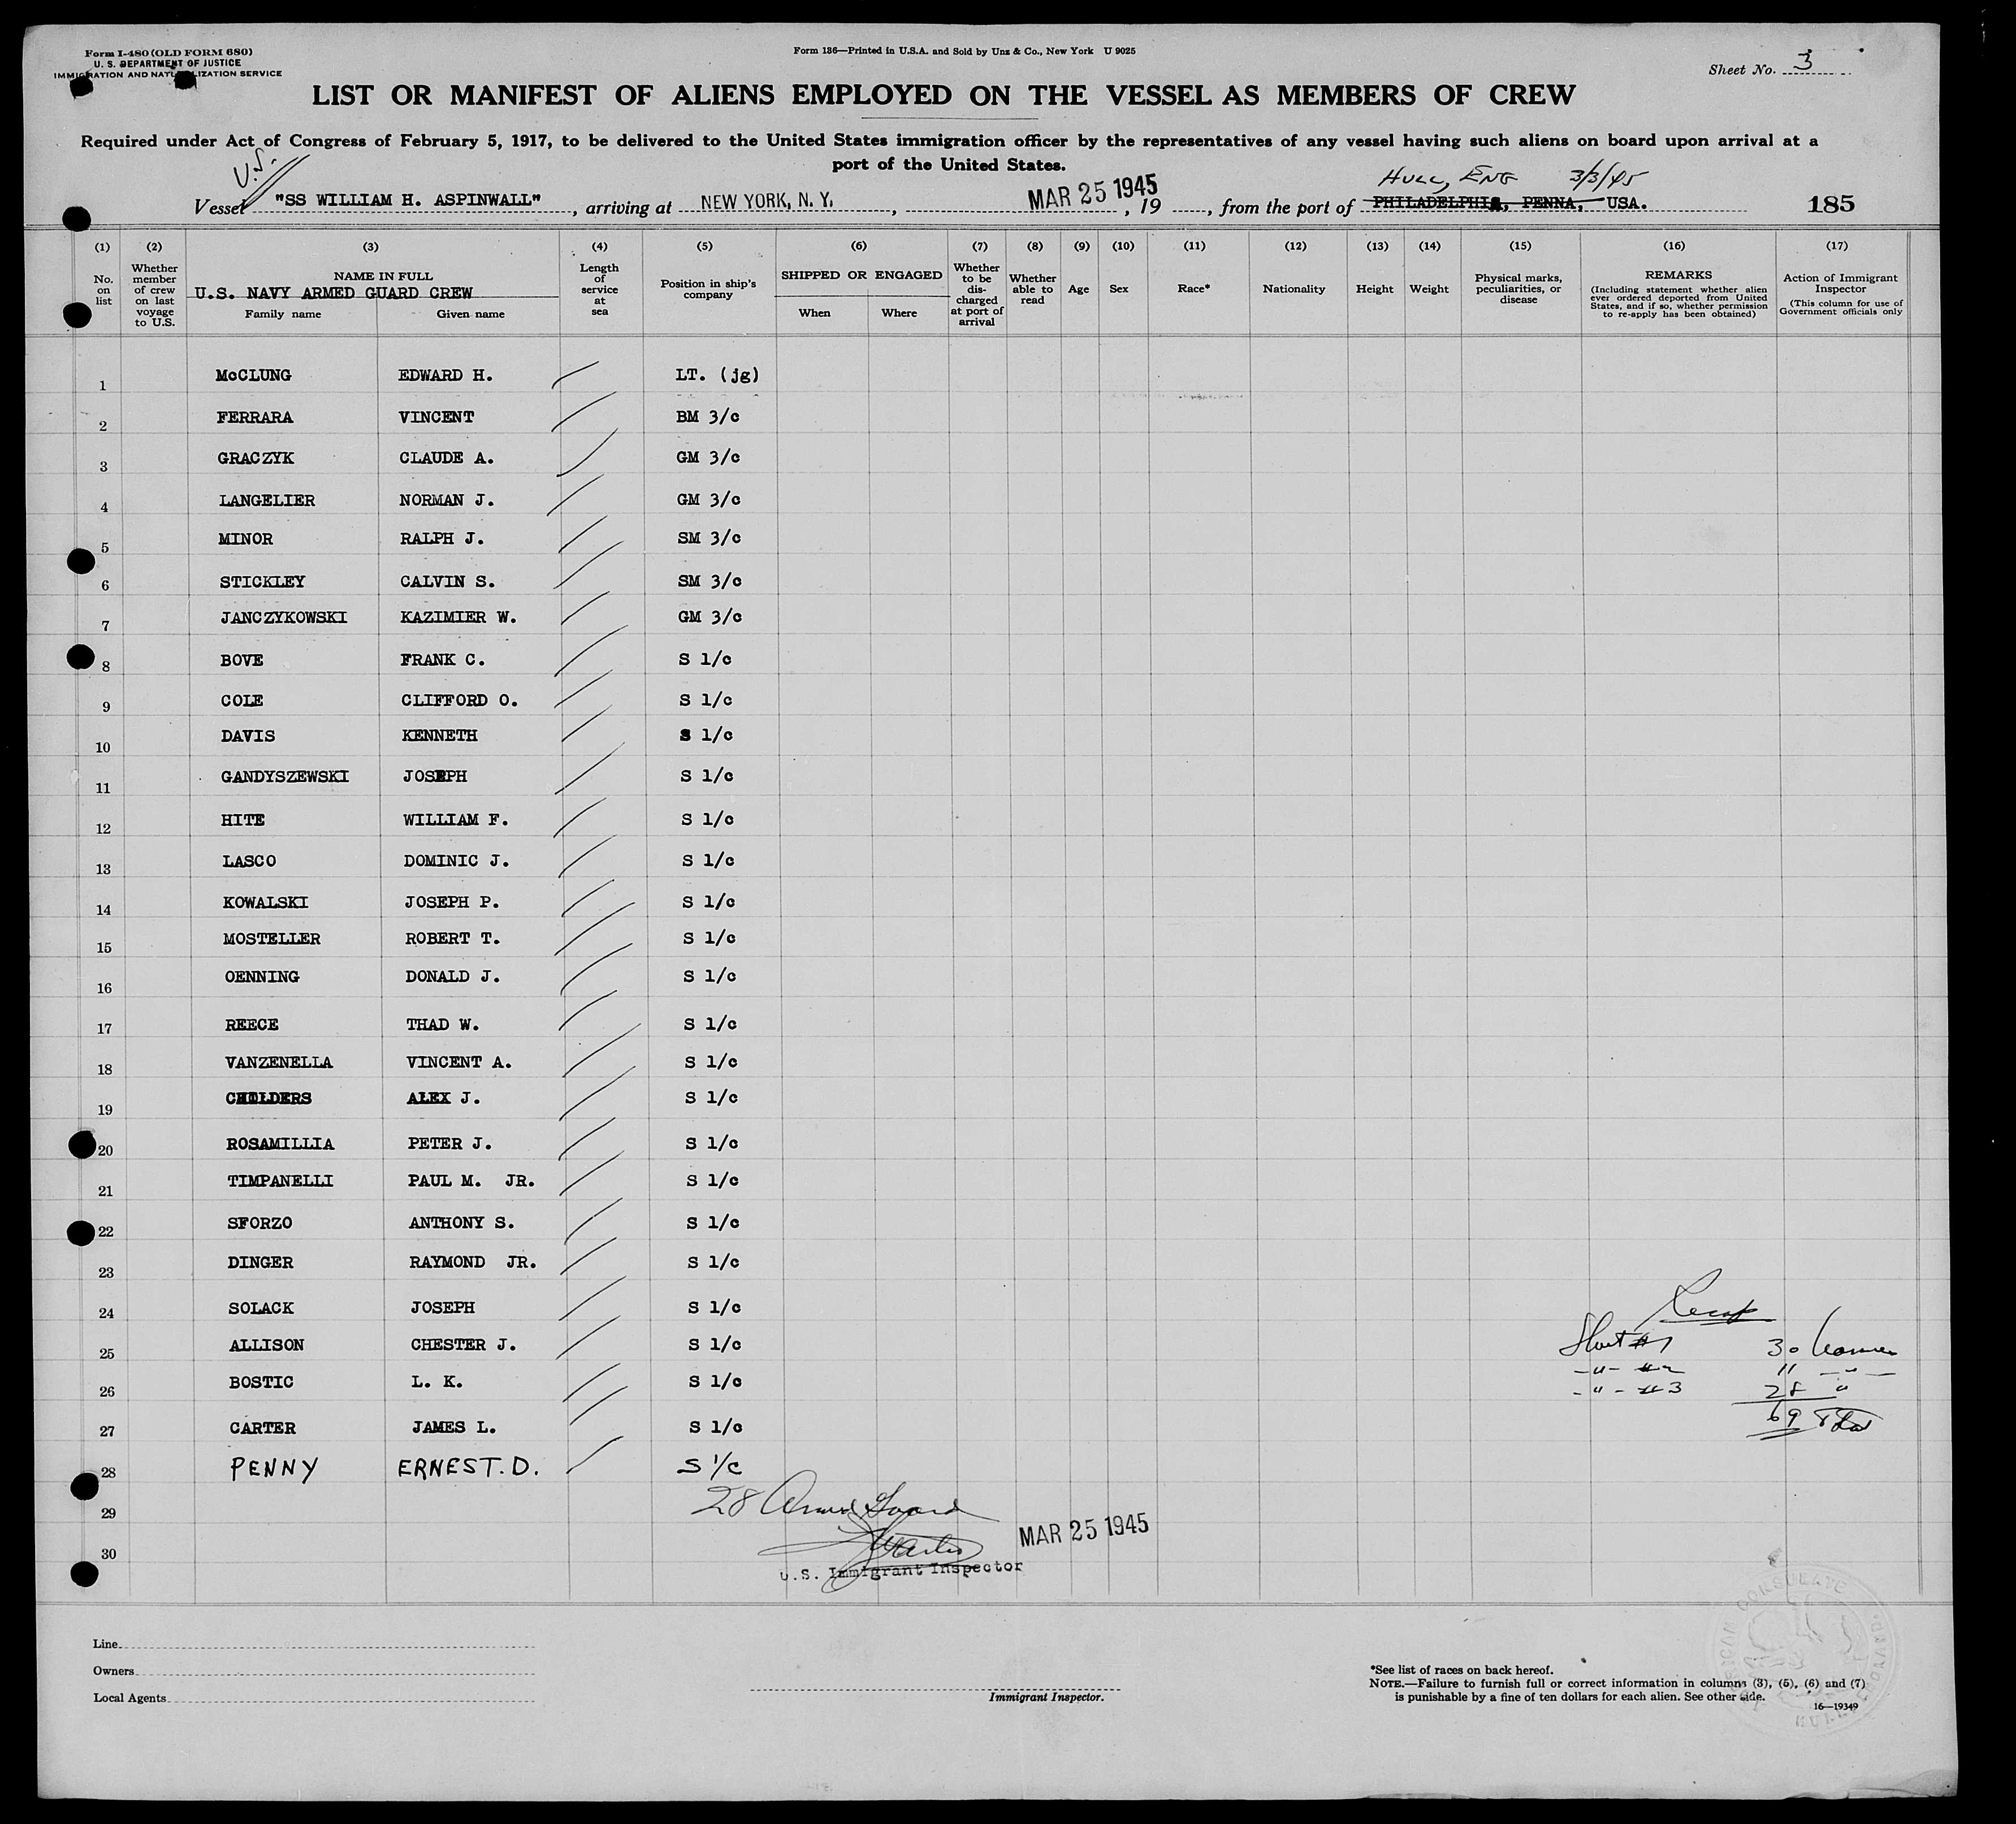 Form I-480 (OLD FORM 680)
U. S. DEPARTMENT OF JUSTICE
IMMIGRATION AND NATURALIZATION SERVICE
Form 136—Printed in U.S.A. and Sold by Unz & Co., New York U 9025
Sheet No. 3
LIST OR MANIFEST OF ALIENS EMPLOYED ON THE VESSEL AS MEMBERS OF CREW
Required under Act of Congress of February 5, 1917, to be delivered to the United States immigration officer by the representatives of any vessel having such aliens on board upon arrival at a
port of the United States.
U.S.
HULL, ENG 3/3/45
Vessel "SS WILLIAM H. ASPINWALL", arriving at NEW YORK, N. Y., MAR 25 1945, 19, from the port of PHILADELPHIA, PENNA, USA. 185
(1) (2) (3) (4) (5) (6) (7) (8) (9) (10) (11) (12) (13) (14) (15) (16) (17)
No. on list
Whether member of crew on last voyage to U.S.
NAME IN FULL
U.S. NAVY ARMED GUARD CREW
Family name Given name
Length of service at sea
Position in ship's company
SHIPPED OR ENGAGED
When Where
Whether to be discharged at port of arrival
Whether able to read
Age
Sex
Race*
Nationality
Height
Weight
Physical marks, peculiarities, or disease
REMARKS
(Including statement whether alien ever ordered deported from United States, and if so, whether permission to re-apply has been obtained)
Action of Immigrant Inspector
(This column for use of Government officials only
1 McCLUNG EDWARD H. LT. (jg)
2 FERRARA VINCENT BM 3/c
3 GRACZYK CLAUDE A. GM 3/c
4 LANGELIER NORMAN J. GM 3/c
5 MINOR RALPH J. SM 3/c
6 STICKLEY CALVIN S. SM 3/c
7 JANCZYKOWSKI KAZIMIER W. GM 3/c
8 BOVE FRANK C. S 1/c
9 COLE CLIFFORD O. S 1/c
10 DAVIS KENNETH S 1/c
11 GANDYSZEWSKI JOSEPH S 1/c
12 HITE WILLIAM F. S 1/c
13 LASCO DOMINIC J. S 1/c
14 KOWALSKI JOSEPH P. S 1/c
15 MOSTELLER ROBERT T. S 1/c
16 OENNING DONALD J. S 1/c
17 REECE THAD W. S 1/c
18 VANZENELLA VINCENT A. S 1/c
19 CHILDERS ALEX J. S 1/c
20 ROSAMILLIA PETER J. S 1/c
21 TIMPANELLI PAUL M. JR. S 1/c
22 SFORZO ANTHONY S. S 1/c
23 DINGER RAYMOND JR. S 1/c
24 SOLACK JOSEPH S 1/c
25 ALLISON CHESTER J. S 1/c
26 BOSTIC L. K. S 1/c
27 CARTER JAMES L. S 1/c
28 PENNY ERNEST. D. S 1/c
29
30
Recap
Sheet #1 30
-"- #2 11 -"-
-"- #3 28 "
69 Total
28 Armed Guard
MAR 25 1945
U.S. Immigrant Inspector
Line
Owners
Local Agents
Immigrant Inspector.
*See list of races on back hereof.
NOTE.—Failure to furnish full or correct information in columns (3), (5), (6) and (7)
is punishable by a fine of ten dollars for each alien. See other side.
16—19349
AMERICAN CONSULATE
HULL